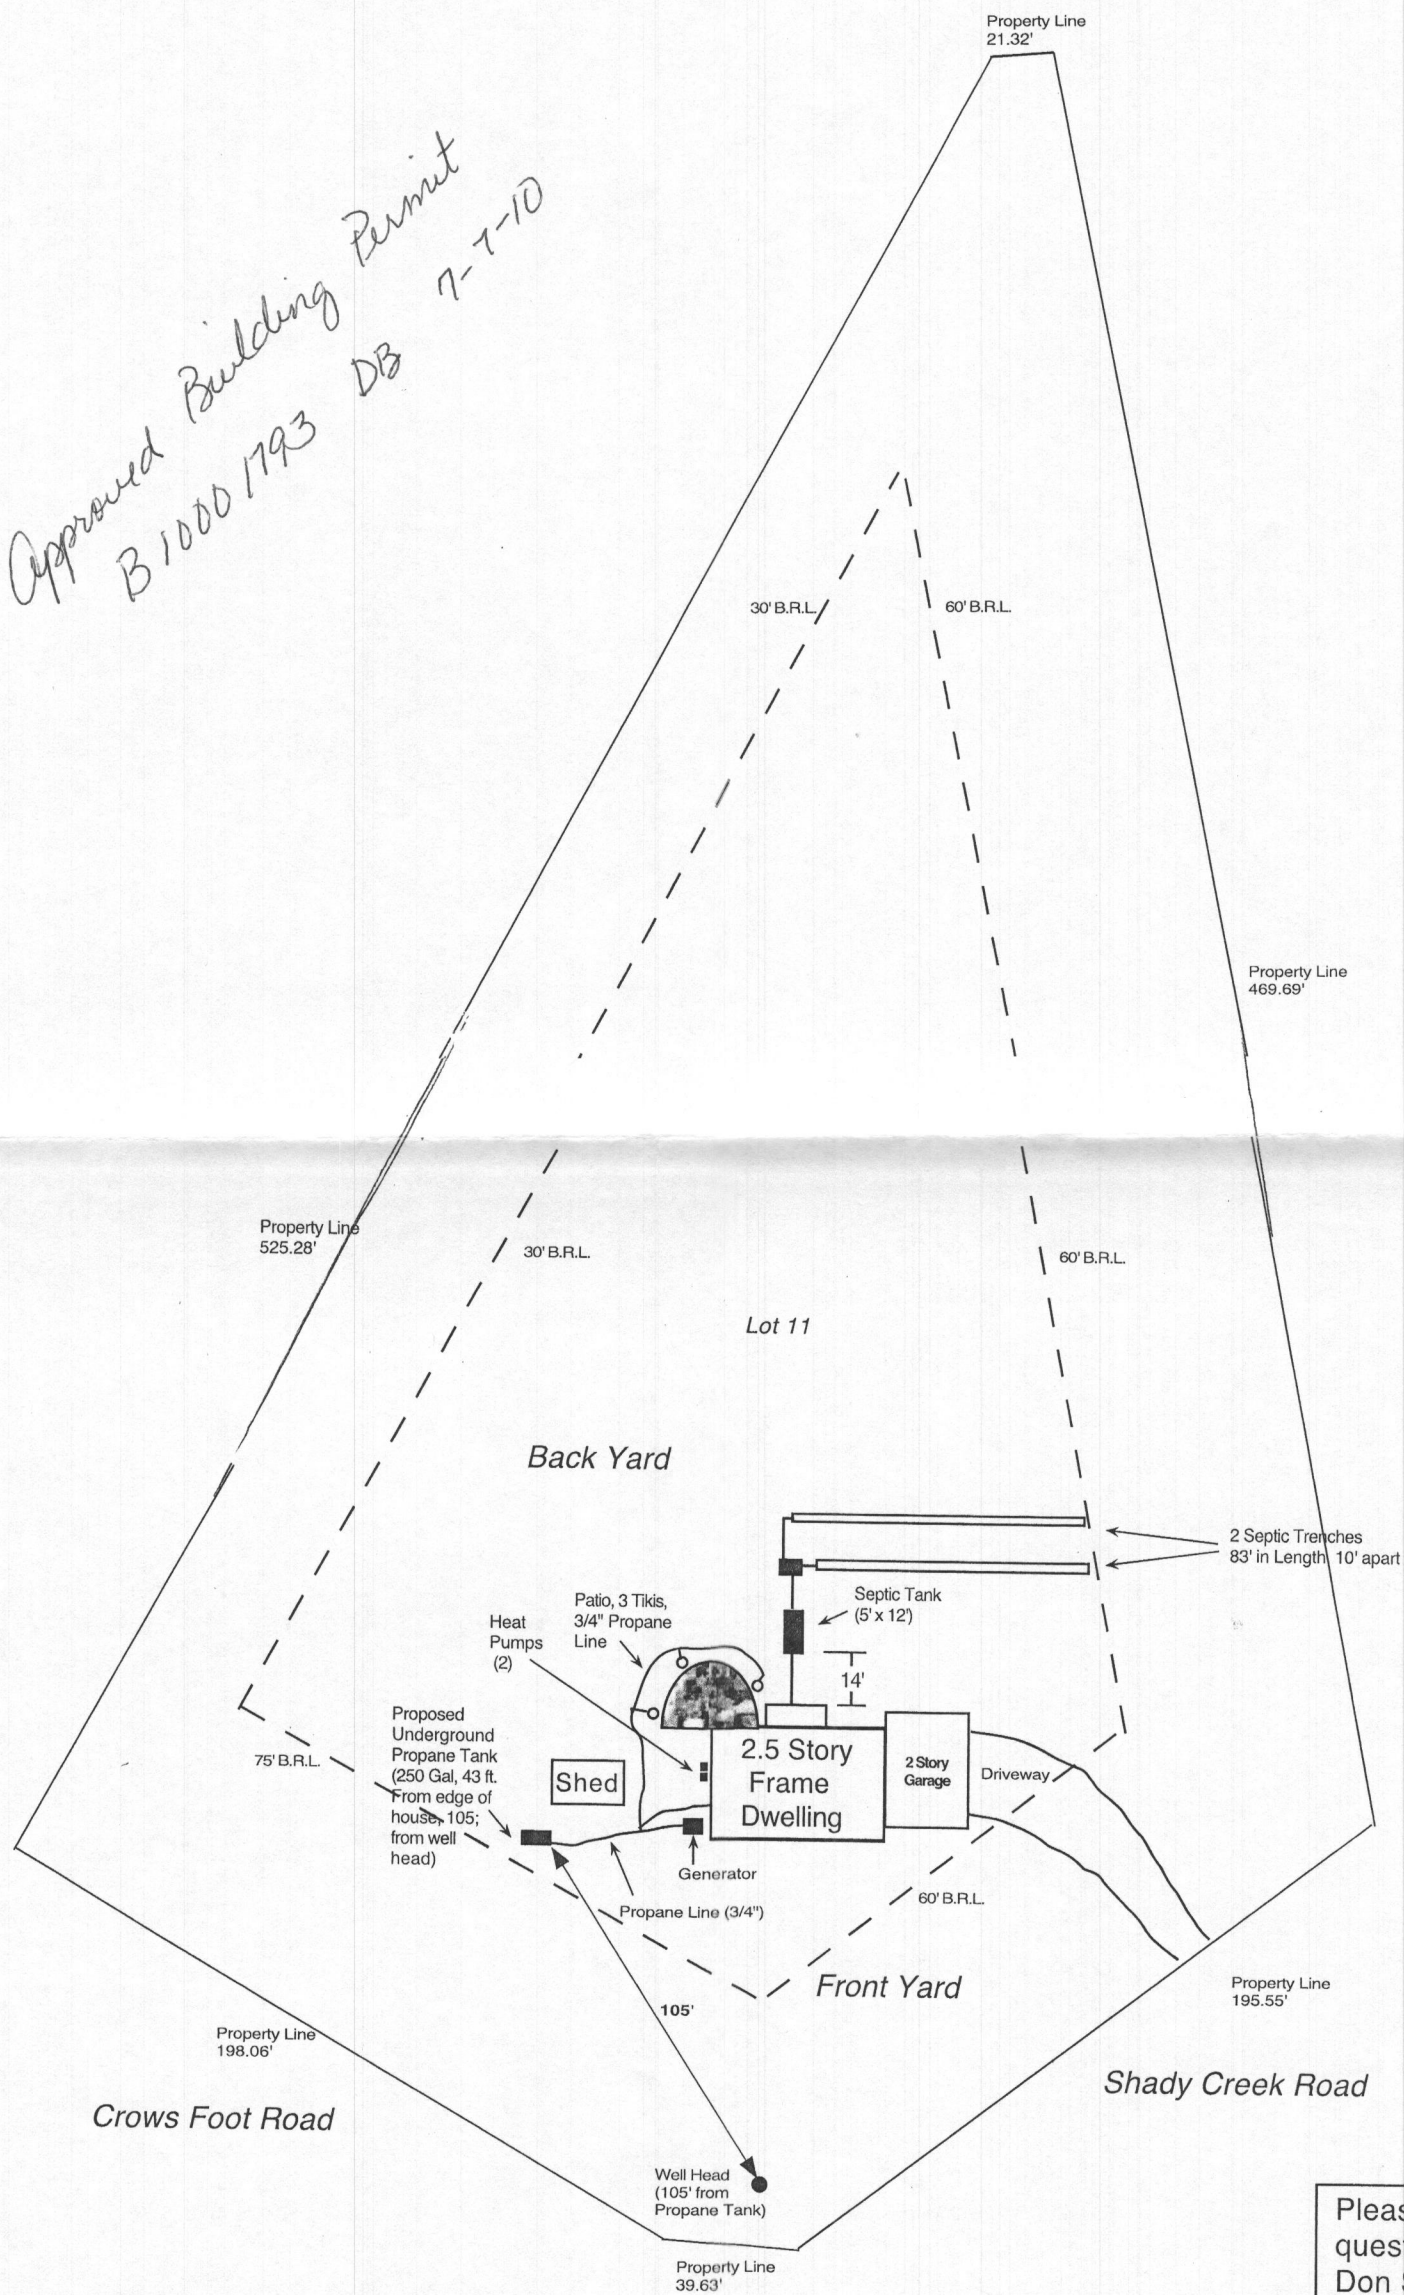 Property Line
21.32'
Approved Building Permit
B10001793 DB 7-7-10
30' B.R.L.
60' B.R.L.
Property Line
469.69'
Property Line
525.28'
30' B.R.L.
60' B.R.L.
Lot 11
Back Yard
2 Septic Trenches
83' in Length, 10' apart
Septic Tank
(5' x 12')
Patio, 3 Tikis,
3/4" Propane
Line
Heat
Pumps
(2)
14'
Proposed
Underground
Propane Tank
(250 Gal, 43 ft.
From edge of
house, 105;
from well
head)
75' B.R.L.
Shed
2.5 Story
Frame
Dwelling
2 Story
Garage
Driveway
Generator
Propane Line (3/4")
60' B.R.L.
Front Yard
105'
Property Line
195.55'
Property Line
198.06'
Shady Creek Road
Crows Foot Road
Well Head
(105' from
Propane Tank)
Property Line
39.63'
Pleas
quest
Don